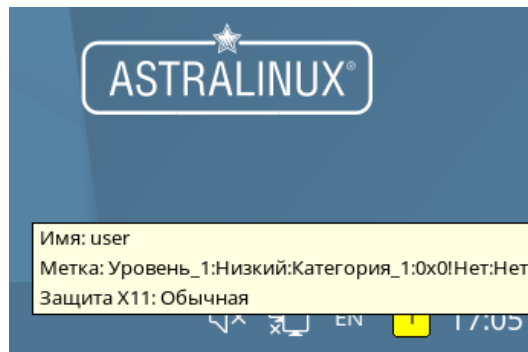 ASTRALINUX®
Имя: user
Метка: Уровень_1:Низкий:Категория_1:0x0!Нет:Нет
Защита X11: Обычная
EN 1 17:05